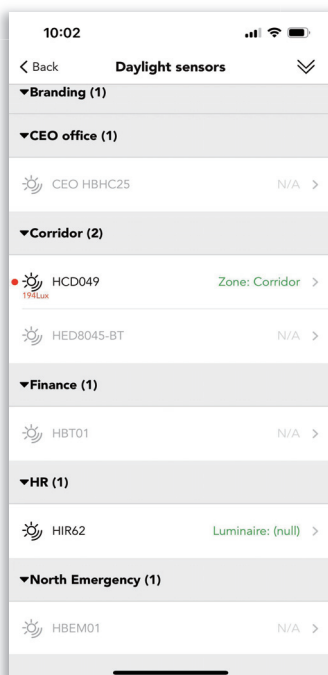 10:02
Back Daylight sensors
Branding (1)
CEO office (1)
CEO HBHC25 N/A
Corridor (2)
HCD049 Zone: Corridor
194Lux
HED8045-BT N/A
Finance (1)
HBT01 N/A
HR (1)
HIR62 Luminaire: (null)
North Emergency (1)
HBEM01 N/A